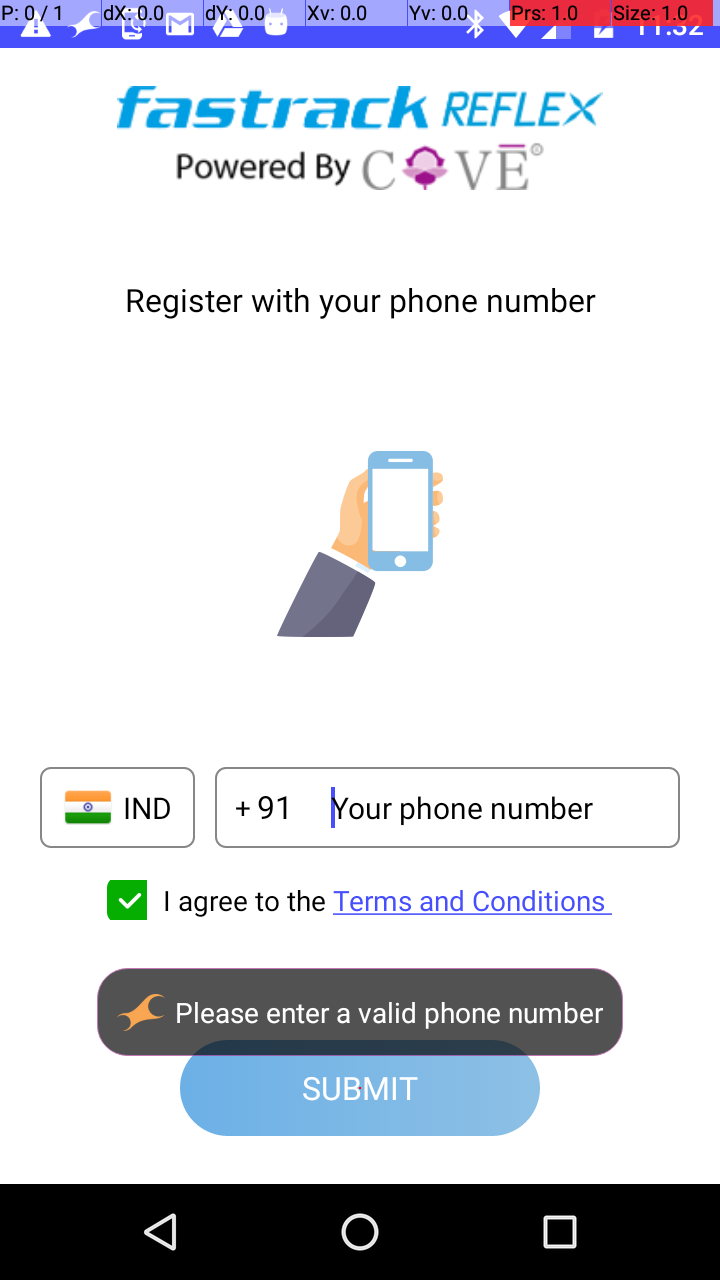 P: 0 / 1 dX: 0.0 dY: 0.0 Xv: 0.0 Yv: 0.0 Prs: 1.0 Size: 1.0
11:32
fastrack REFLEX
Powered By COVĒ®
Register with your phone number
IND + 91 Your phone number
I agree to the Terms and Conditions
Please enter a valid phone number
SUBMIT